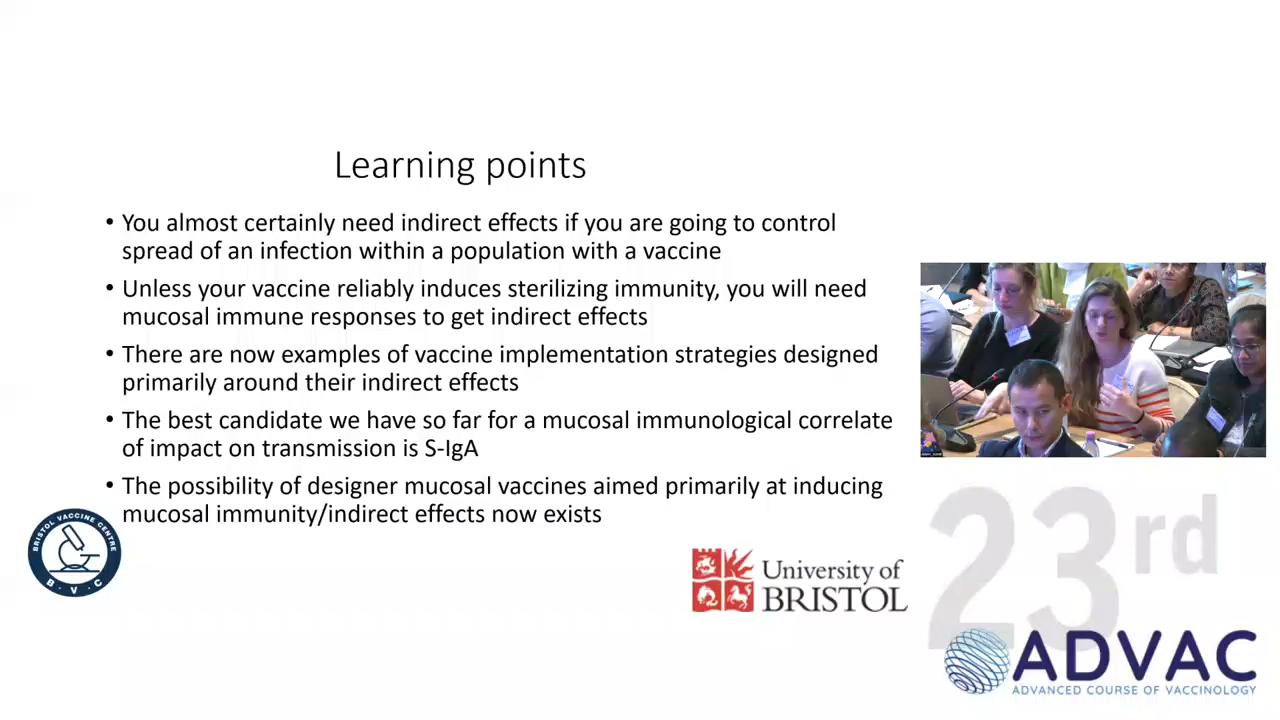 Learning points
• You almost certainly need indirect effects if you are going to control
spread of an infection within a population with a vaccine
• Unless your vaccine reliably induces sterilizing immunity, you will need
mucosal immune responses to get indirect effects
• There are now examples of vaccine implementation strategies designed
primarily around their indirect effects
• The best candidate we have so far for a mucosal immunological correlate
of impact on transmission is S-IgA
• The possibility of designer mucosal vaccines aimed primarily at inducing
mucosal immunity/indirect effects now exists
BRISTOL VACCINE CENTRE
B · V · C
University of
BRISTOL
23rd
ADVAC
ADVANCED COURSE OF VACCINOLOGY